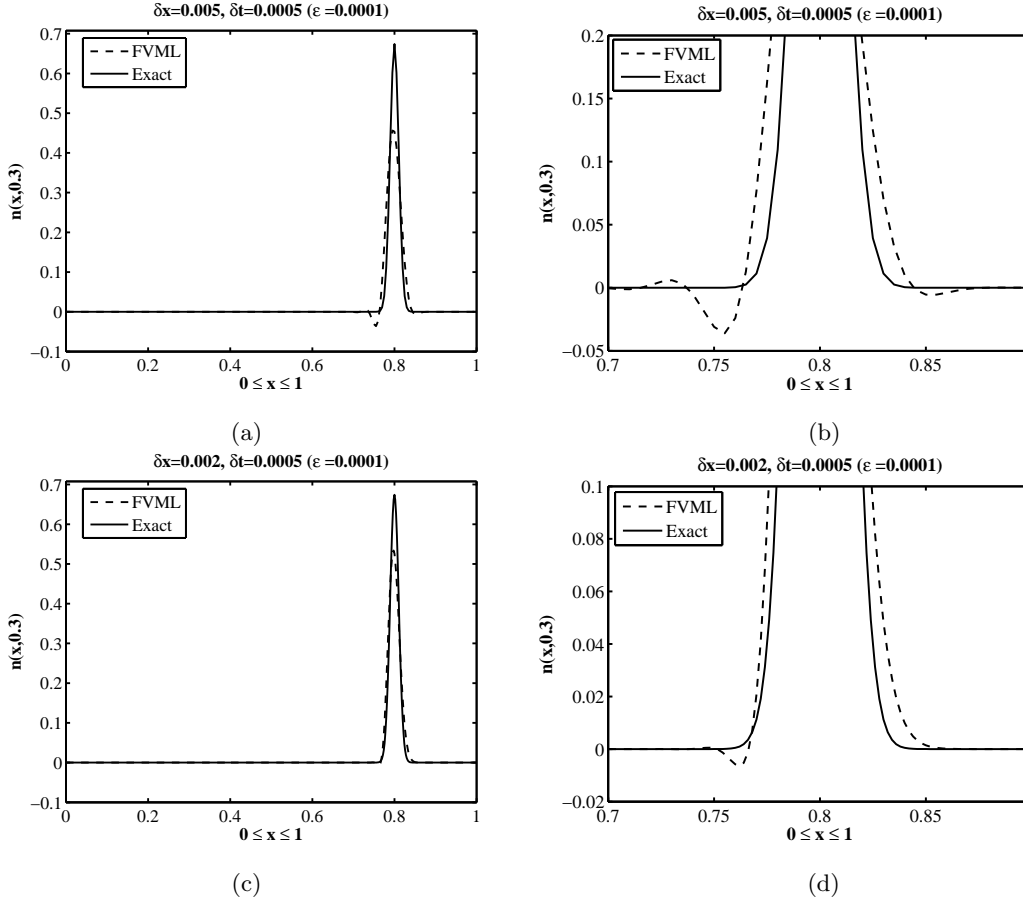 δx=0.005, δt=0.0005 (ε =0.0001)
0.7
0.6
0.5
0.4
0.3
0.2
0.1
0
−0.1
n(x,0.3)
FVML
Exact
0 0.2 0.4 0.6 0.8 1
0 ≤ x ≤ 1
(a)
δx=0.005, δt=0.0005 (ε =0.0001)
0.2
0.15
0.1
0.05
0
−0.05
n(x,0.3)
FVML
Exact
0.7 0.75 0.8 0.85
0 ≤ x ≤ 1
(b)
δx=0.002, δt=0.0005 (ε =0.0001)
0.7
0.6
0.5
0.4
0.3
0.2
0.1
0
−0.1
n(x,0.3)
FVML
Exact
0 0.2 0.4 0.6 0.8 1
0 ≤ x ≤ 1
(c)
δx=0.002, δt=0.0005 (ε =0.0001)
0.1
0.08
0.06
0.04
0.02
0
−0.02
n(x,0.3)
FVML
Exact
0.7 0.75 0.8 0.85
0 ≤ x ≤ 1
(d)